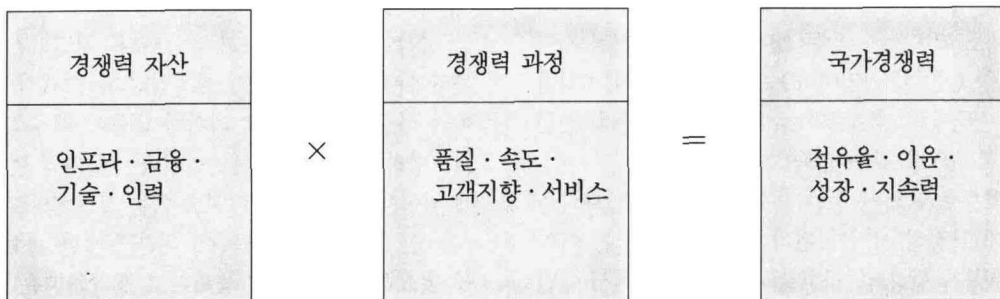 경쟁력 자산
인프라 · 금융 ·
기술 · 인력
×
경쟁력 과정
품질 · 속도 ·
고객지향 · 서비스
=
국가경쟁력
점유율 · 이윤 ·
성장 · 지속력